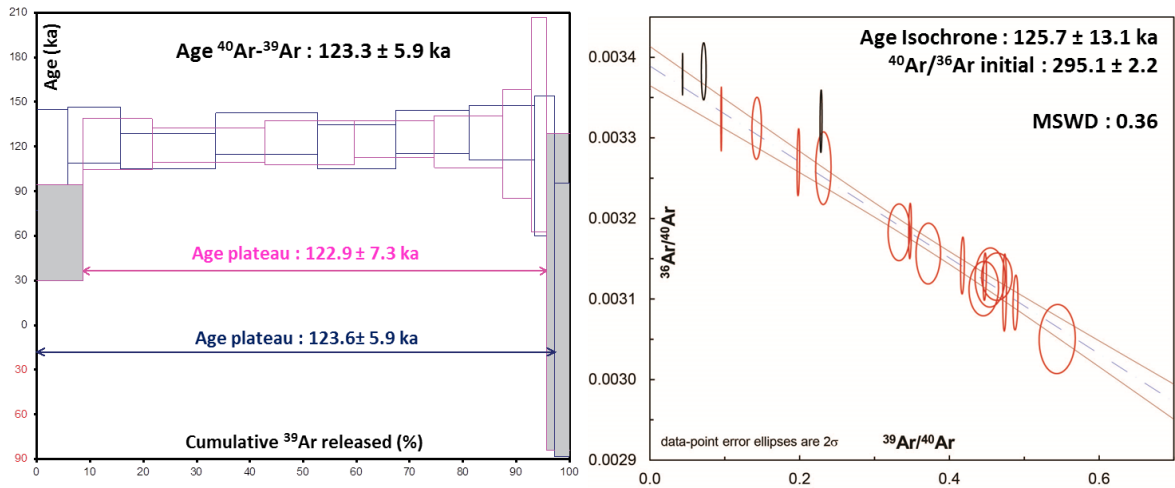 Age (ka)
210
180
150
120
90
60
30
0
30
60
90
Age ⁴⁰Ar-³⁹Ar : 123.3 ± 5.9 ka
Age plateau : 122.9 ± 7.3 ka
Age plateau : 123.6± 5.9 ka
Cumulative ³⁹Ar released (%)
0 10 20 30 40 50 60 70 80 90 100
Age Isochrone : 125.7 ± 13.1 ka
⁴⁰Ar/³⁶Ar initial : 295.1 ± 2.2
MSWD : 0.36
0.0034
0.0033
0.0032
0.0031
0.0030
0.0029
³⁶Ar/⁴⁰Ar
data-point error ellipses are 2σ
³⁹Ar/⁴⁰Ar
0.0 0.2 0.4 0.6